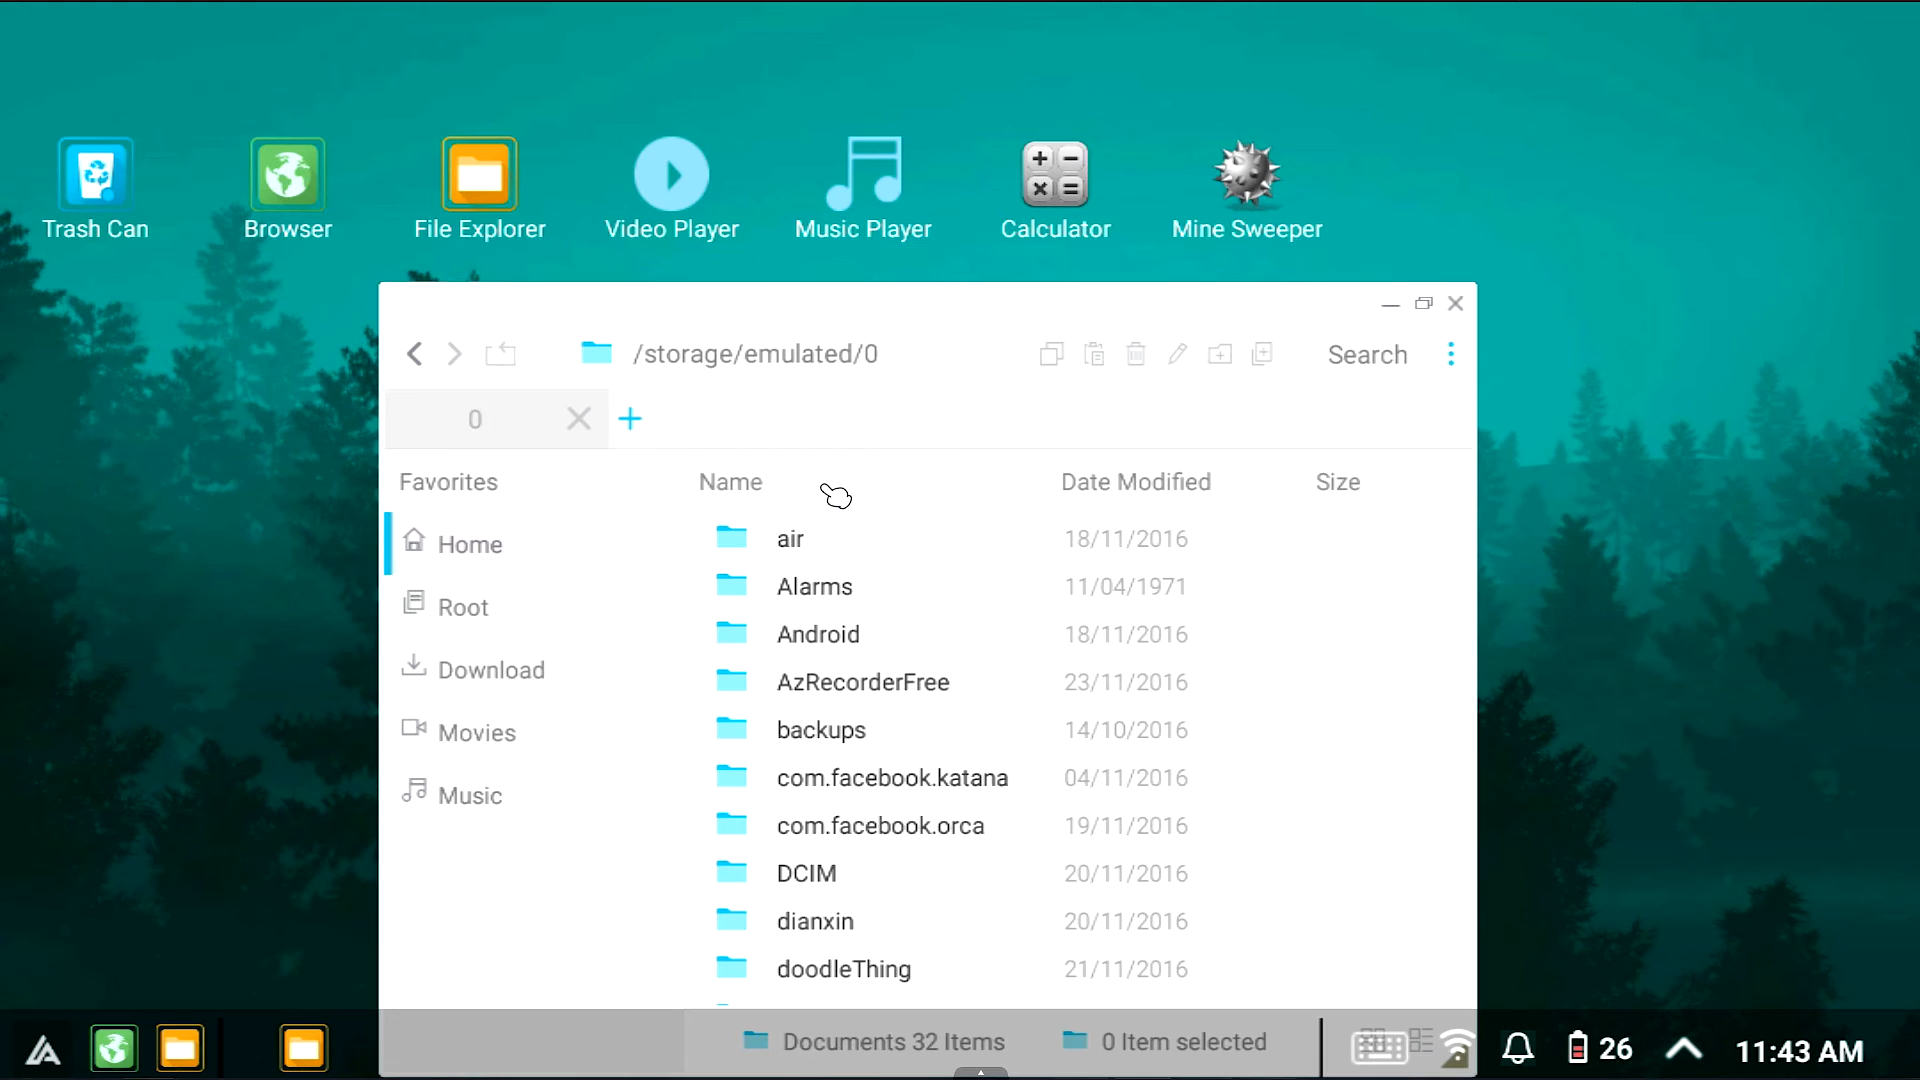 Trash Can
Browser
File Explorer
Video Player
Music Player
Calculator
Mine Sweeper
/storage/emulated/0
Search
0
Favorites
Name
Date Modified
Size
Home
Root
Download
Movies
Music
air 18/11/2016
Alarms 11/04/1971
Android 18/11/2016
AzRecorderFree 23/11/2016
backups 14/10/2016
com.facebook.katana 04/11/2016
com.facebook.orca 19/11/2016
DCIM 20/11/2016
dianxin 20/11/2016
doodleThing 21/11/2016
Documents 32 Items
0 Item selected
26
11:43 AM